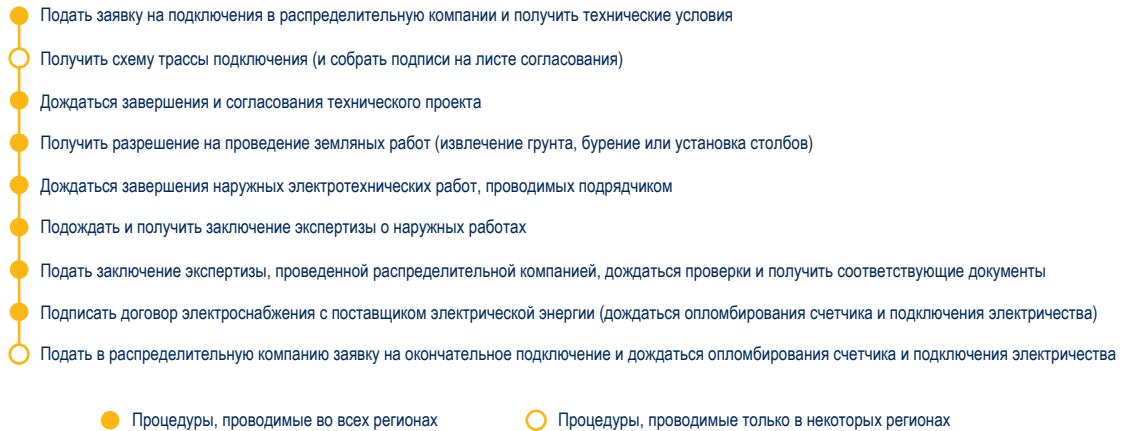 Подать заявку на подключения в распределительную компании и получить технические условия
Получить схему трассы подключения (и собрать подписи на листе согласования)
Дождаться завершения и согласования технического проекта
Получить разрешение на проведение земляных работ (извлечение грунта, бурение или установка столбов)
Дождаться завершения наружных электротехнических работ, проводимых подрядчиком
Подождать и получить заключение экспертизы о наружных работах
Подать заключение экспертизы, проведенной распределительной компанией, дождаться проверки и получить соответствующие документы
Подписать договор электроснабжения с поставщиком электрической энергии (дождаться опломбирования счетчика и подключения электричества)
Подать в распределительную компанию заявку на окончательное подключение и дождаться опломбирования счетчика и подключения электричества
Процедуры, проводимые во всех регионах
Процедуры, проводимые только в некоторых регионах